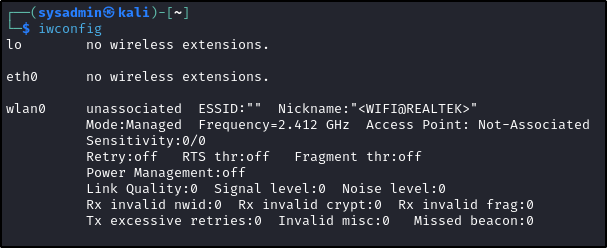 ┌──(sysadmin㉿kali)-[~]
└─$ iwconfig
lo        no wireless extensions.
eth0      no wireless extensions.
wlan0     unassociated  ESSID:""  Nickname:"<WIFI@REALTEK>"
          Mode:Managed  Frequency=2.412 GHz  Access Point: Not-Associated
          Sensitivity:0/0
          Retry:off   RTS thr:off   Fragment thr:off
          Power Management:off
          Link Quality:0  Signal level:0  Noise level:0
          Rx invalid nwid:0  Rx invalid crypt:0  Rx invalid frag:0
          Tx excessive retries:0  Invalid misc:0   Missed beacon:0